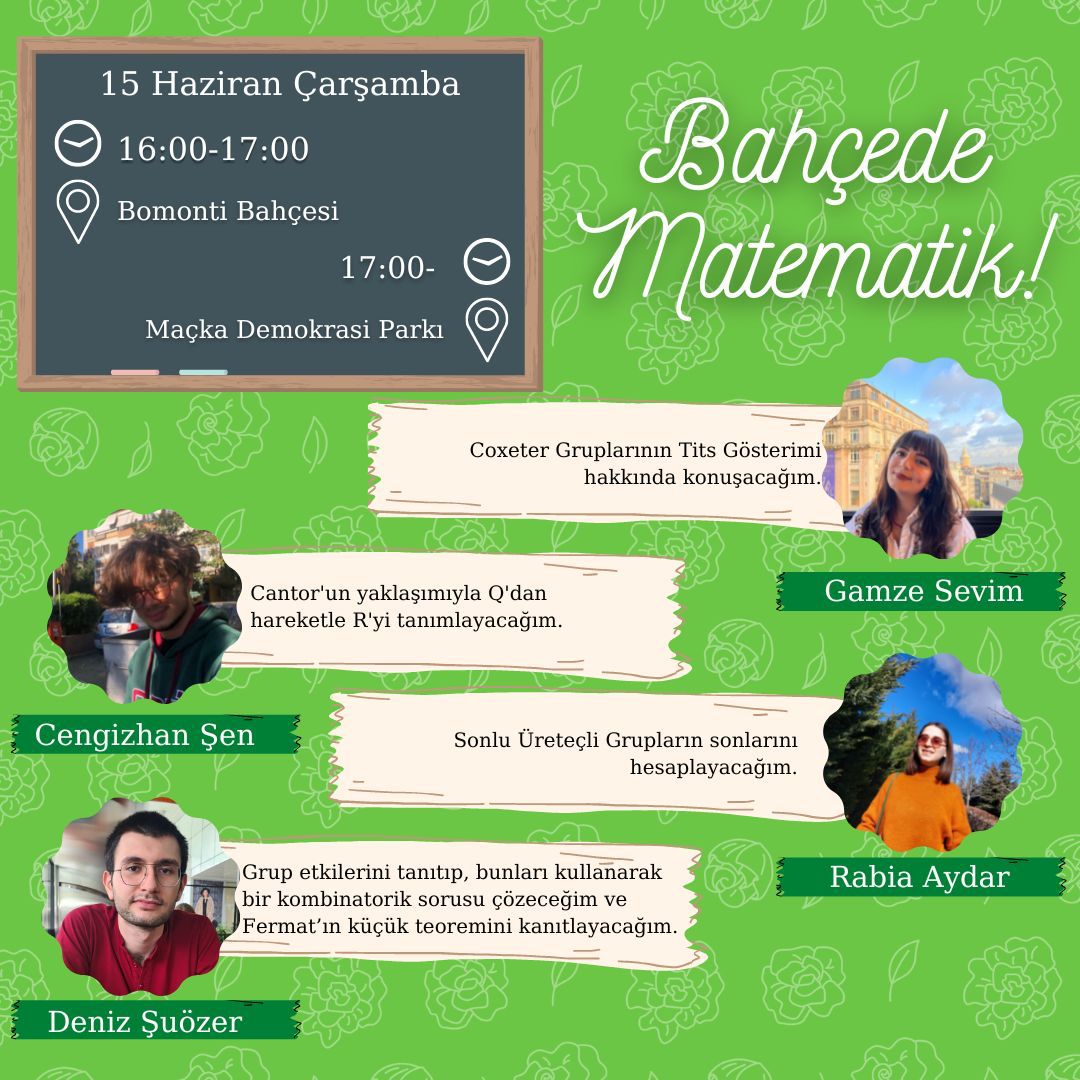 15 Haziran Çarşamba
16:00-17:00
Bomonti Bahçesi
17:00-
Maçka Demokrasi Parkı
Bahçede
Matematik!
Coxeter Gruplarının Tits Gösterimi
hakkında konuşacağım.
Gamze Sevim
Cantor'un yaklaşımıyla Q'dan
hareketle R'yi tanımlayacağım.
Cengizhan Şen
Sonlu Üreteçli Grupların sonlarını
hesaplayacağım.
Rabia Aydar
Grup etkilerini tanıtıp, bunları kullanarak
bir kombinatorik sorusu çözeceğim ve
Fermat’ın küçük teoremini kanıtlayacağım.
Deniz Şuözer